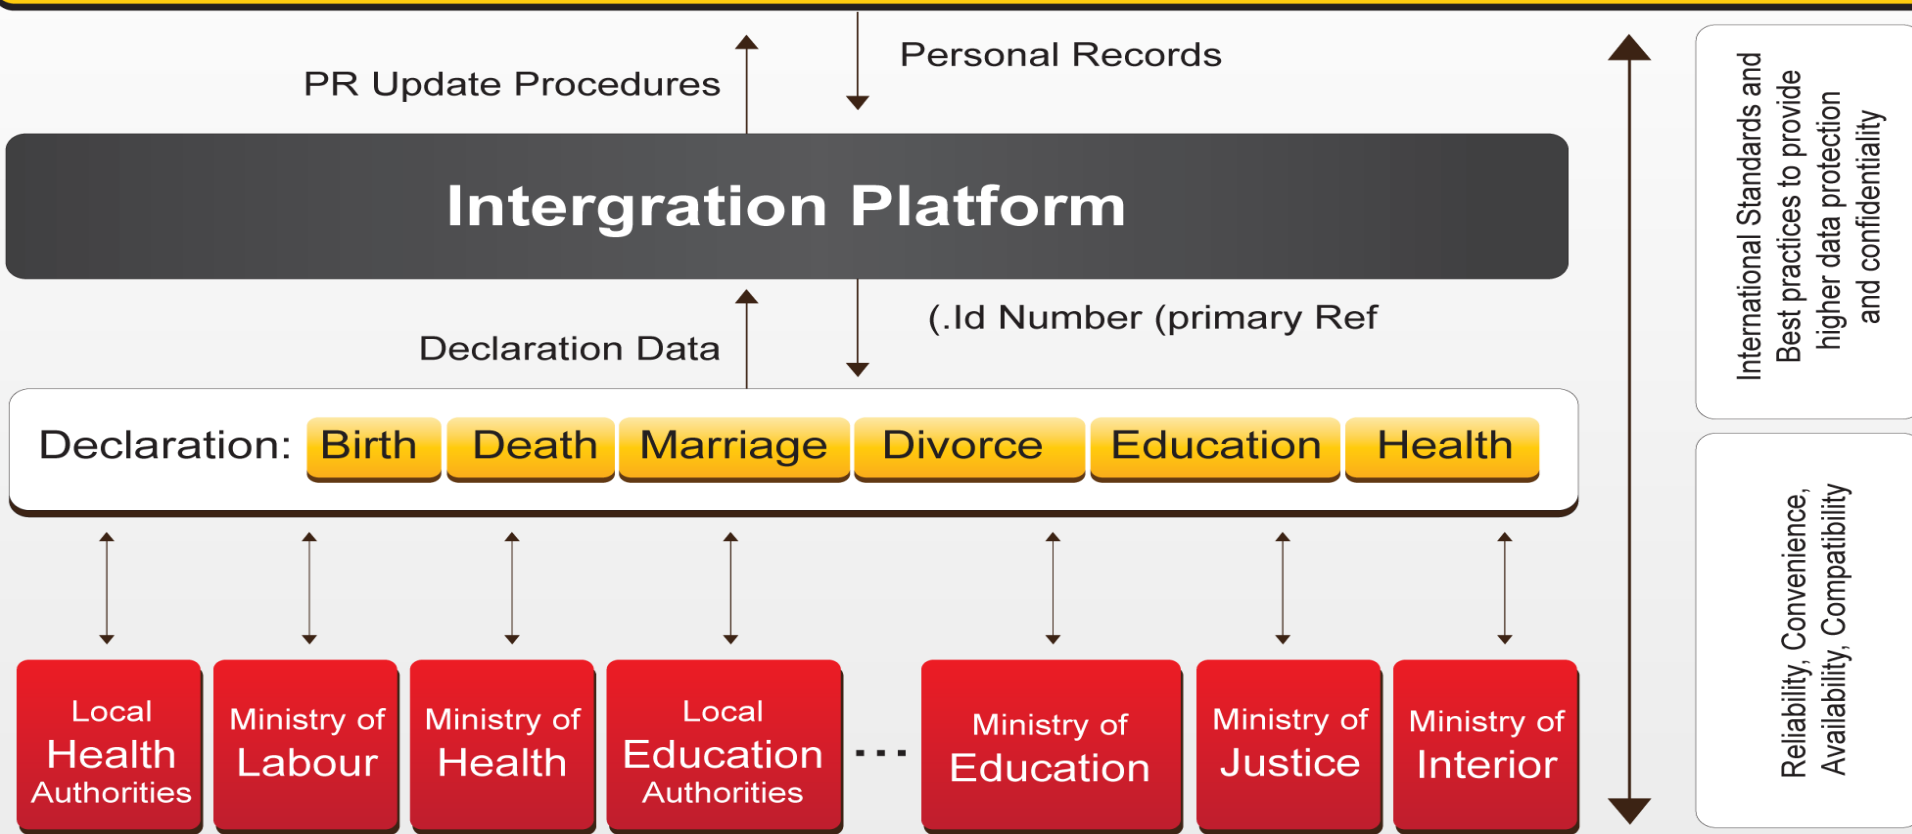 Personal Records
PR Update Procedures
Intergration Platform
(.Id Number (primary Ref
Declaration Data
Declaration: Birth Death Marriage Divorce Education Health
Local
Health
Authorities
Ministry of
Labour
Ministry of
Health
Local
Education
Authorities
...
Ministry of
Education
Ministry of
Justice
Ministry of
Interior
International Standards and
Best practices to provide
higher data protection
and confidentiality
Reliability, Convenience,
Availability, Compatibility